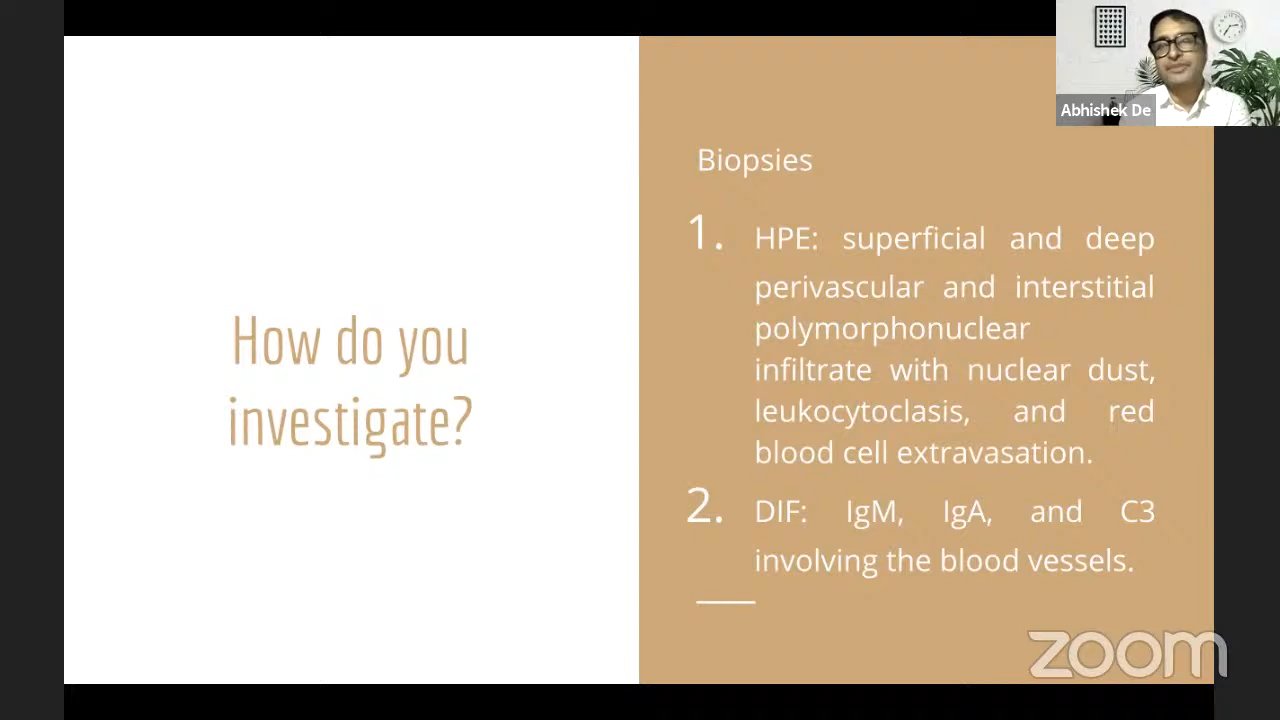 Abhishek De
How do you
investigate?
Biopsies
1. HPE: superficial and deep
perivascular and interstitial
polymorphonuclear
infiltrate with nuclear dust,
leukocytoclasis, and red
blood cell extravasation.
2. DIF: IgM, IgA, and C3
involving the blood vessels.
zoom